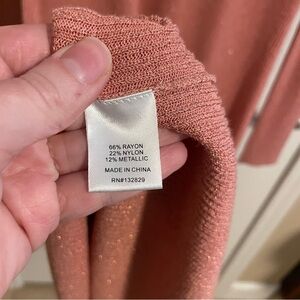 66% RAYON
22% NYLON
12% METALLIC
MADE IN CHINA
RN#132829